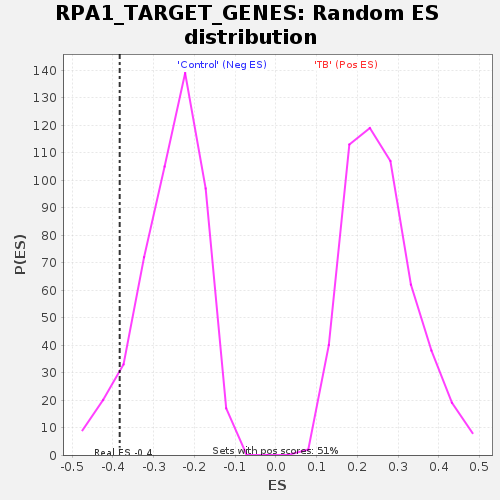 RPA1_TARGET_GENES: Random ES
distribution
'Control' (Neg ES) 'TB' (Pos ES)
140
130
120
110
100
90
80
70
60
50
40
30
20
10
0
P(ES)
Real ES -0.4
Sets with pos scores: 51%
-0.5 -0.4 -0.3 -0.2 -0.1 0.0 0.1 0.2 0.3 0.4 0.5
ES